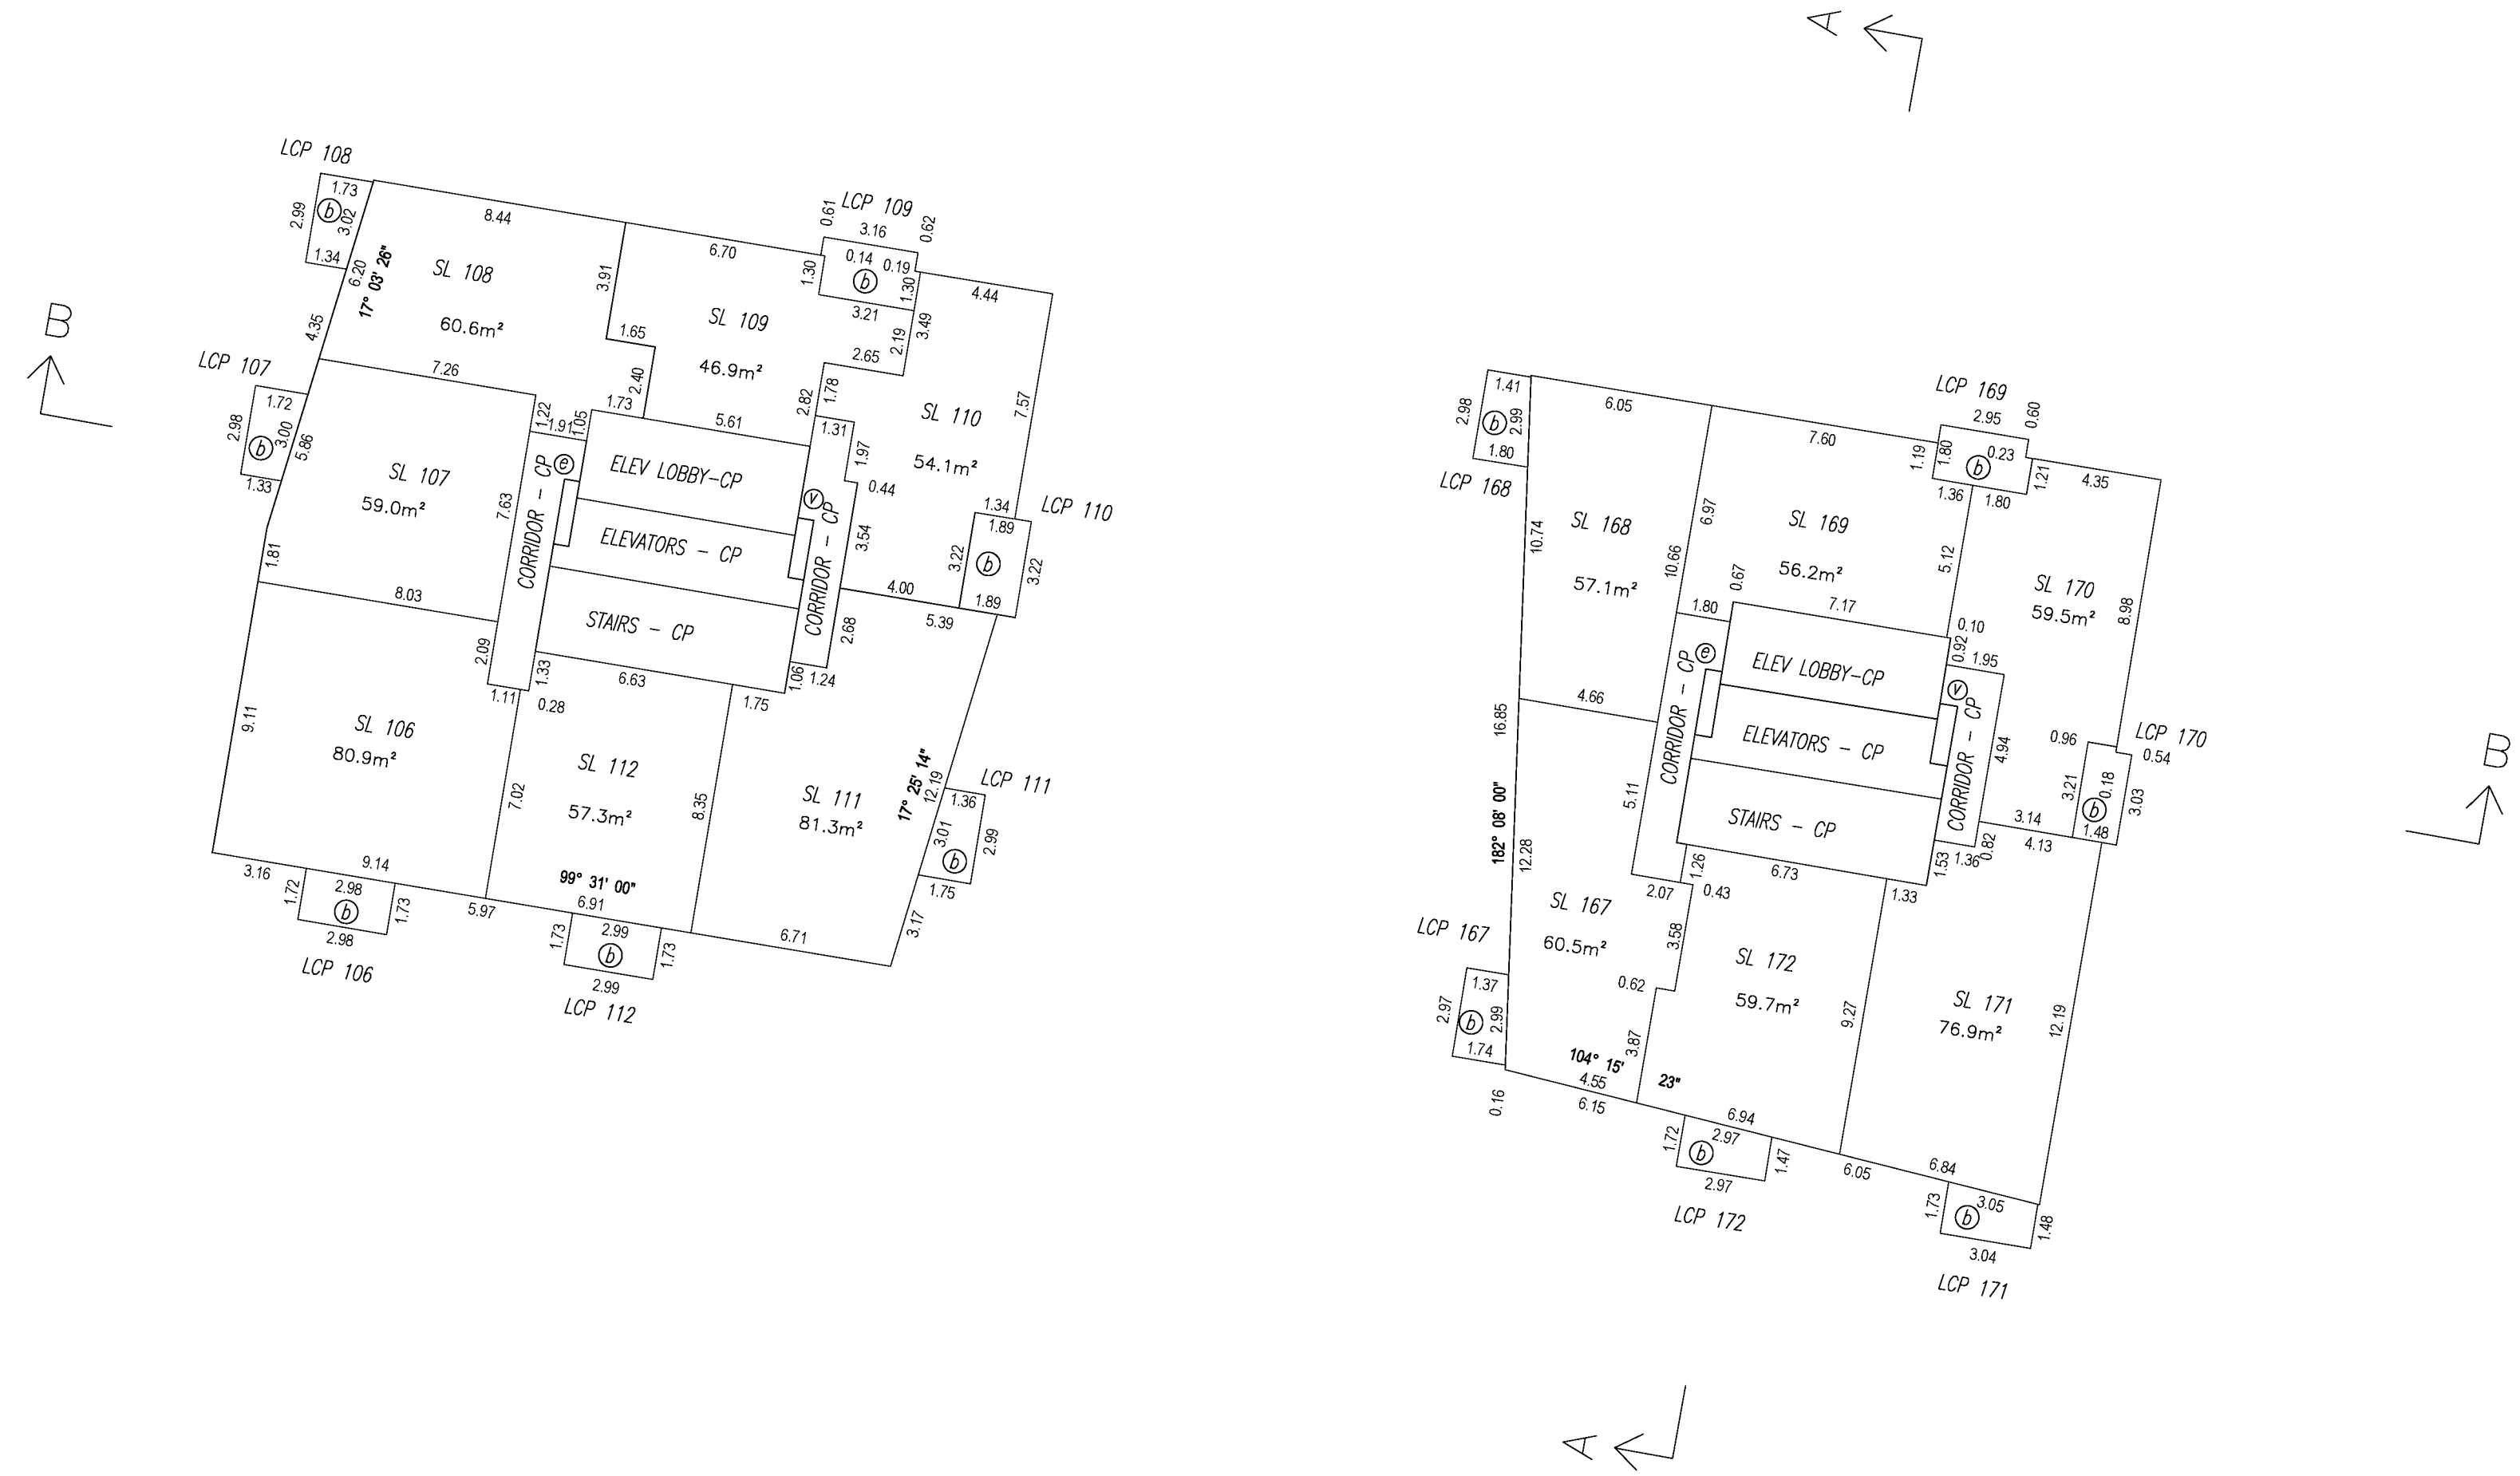 A
LCP 108
1.73
2.99
b
3.02
1.34
6.20
17° 03' 26"
4.35
8.44
SL 108
60.6m²
3.91
1.65
2.40
6.70
SL 109
46.9m²
LCP 109
0.61
3.16
0.62
0.14
0.19
1.30
b
1.30
3.21
2.19
3.49
2.65
1.78
2.82
4.44
SL 110
54.1m²
7.57
B
LCP 107
1.72
2.98
b
3.00
5.86
1.33
7.26
SL 107
59.0m²
7.63
1.81
1.22
1.91
1.05
1.73
5.61
1.31
1.97
0.44
3.54
e
CORRIDOR - CP
ELEV LOBBY-CP
ELEVATORS - CP
STAIRS - CP
v
CORRIDOR - CP
1.34
LCP 110
1.89
3.22
b
3.22
1.89
4.00
5.39
2.68
8.03
2.09
1.33
1.11
0.28
6.63
1.75
1.06
1.24
9.11
SL 106
80.9m²
7.02
SL 112
57.3m²
8.35
SL 111
81.3m²
17° 25' 14"
12.19
LCP 111
1.36
3.01
2.99
b
1.75
3.17
3.16
9.14
1.72
2.98
b
1.73
2.98
LCP 106
5.97
99° 31' 00"
6.91
1.73
2.99
b
1.73
2.99
LCP 112
6.71
1.41
2.98
b
2.99
1.80
LCP 168
6.05
7.60
LCP 169
2.95
0.60
1.19
1.80
0.23
b
1.21
1.36
1.80
4.35
10.74
SL 168
57.1m²
6.97
10.66
SL 169
56.2m²
5.12
SL 170
59.5m²
8.98
0.67
1.80
7.17
0.10
0.92
1.95
e
CORRIDOR - CP
ELEV LOBBY-CP
ELEVATORS - CP
STAIRS - CP
v
CORRIDOR - CP
4.94
4.66
16.85
182° 08' 00"
12.28
5.11
0.96
LCP 170
0.54
3.21
0.18
b
3.03
1.48
3.14
4.13
B
0.82
1.36
1.53
1.26
2.07
0.43
6.73
1.33
SL 167
60.5m²
3.58
0.62
3.87
SL 172
59.7m²
9.27
SL 171
76.9m²
12.19
LCP 167
1.37
2.97
b
2.99
1.74
0.16
104° 15' 23"
4.55
6.15
6.94
1.72
2.97
b
1.47
2.97
LCP 172
6.05
6.84
1.73
3.05
b
1.48
3.04
LCP 171
A